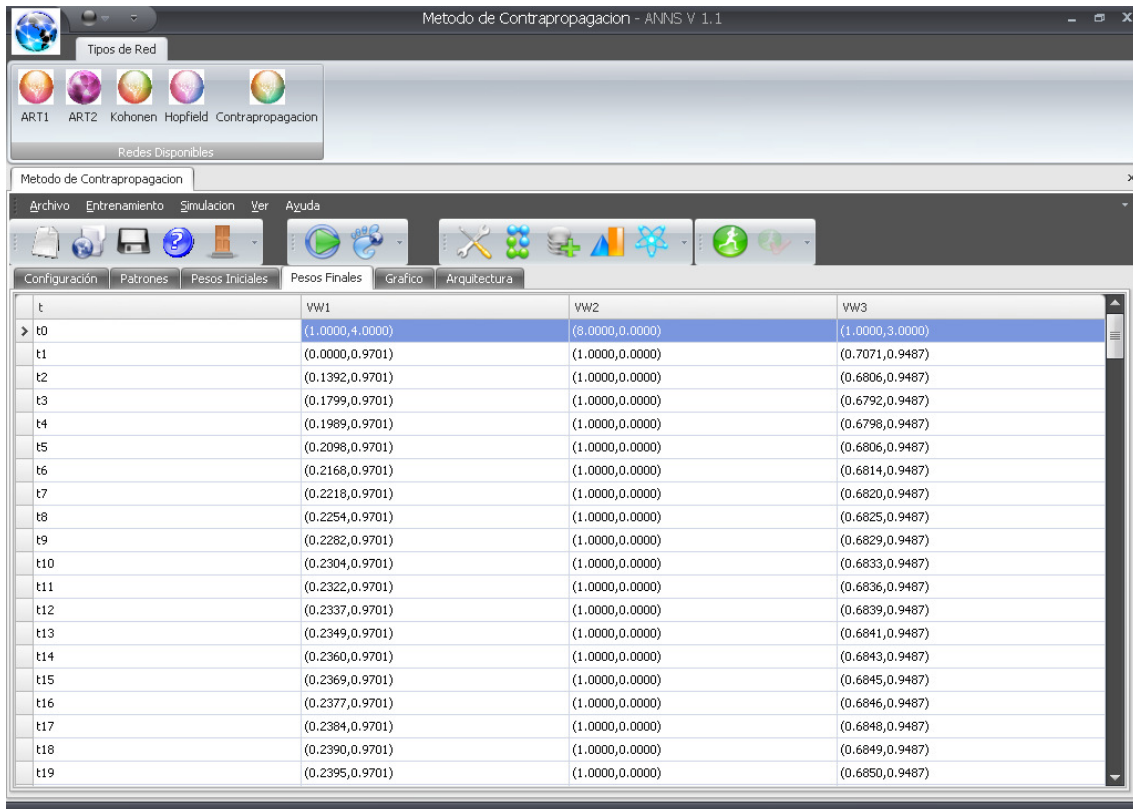 Metodo de Contrapropagacion - ANNS V 1.1
Tipos de Red
ART1 ART2 Kohonen Hopfield Contrapropagacion
Redes Disponibles
Metodo de Contrapropagacion
Archivo Entrenamiento Simulacion Ver Ayuda
Configuración Patrones Pesos Iniciales Pesos Finales Grafico Arquitectura
t VW1 VW2 VW3
t0 (1.0000,4.0000) (8.0000,0.0000) (1.0000,3.0000)
t1 (0.0000,0.9701) (1.0000,0.0000) (0.7071,0.9487)
t2 (0.1392,0.9701) (1.0000,0.0000) (0.6806,0.9487)
t3 (0.1799,0.9701) (1.0000,0.0000) (0.6792,0.9487)
t4 (0.1989,0.9701) (1.0000,0.0000) (0.6798,0.9487)
t5 (0.2098,0.9701) (1.0000,0.0000) (0.6806,0.9487)
t6 (0.2168,0.9701) (1.0000,0.0000) (0.6814,0.9487)
t7 (0.2218,0.9701) (1.0000,0.0000) (0.6820,0.9487)
t8 (0.2254,0.9701) (1.0000,0.0000) (0.6825,0.9487)
t9 (0.2282,0.9701) (1.0000,0.0000) (0.6829,0.9487)
t10 (0.2304,0.9701) (1.0000,0.0000) (0.6833,0.9487)
t11 (0.2322,0.9701) (1.0000,0.0000) (0.6836,0.9487)
t12 (0.2337,0.9701) (1.0000,0.0000) (0.6839,0.9487)
t13 (0.2349,0.9701) (1.0000,0.0000) (0.6841,0.9487)
t14 (0.2360,0.9701) (1.0000,0.0000) (0.6843,0.9487)
t15 (0.2369,0.9701) (1.0000,0.0000) (0.6845,0.9487)
t16 (0.2377,0.9701) (1.0000,0.0000) (0.6846,0.9487)
t17 (0.2384,0.9701) (1.0000,0.0000) (0.6848,0.9487)
t18 (0.2390,0.9701) (1.0000,0.0000) (0.6849,0.9487)
t19 (0.2395,0.9701) (1.0000,0.0000) (0.6850,0.9487)